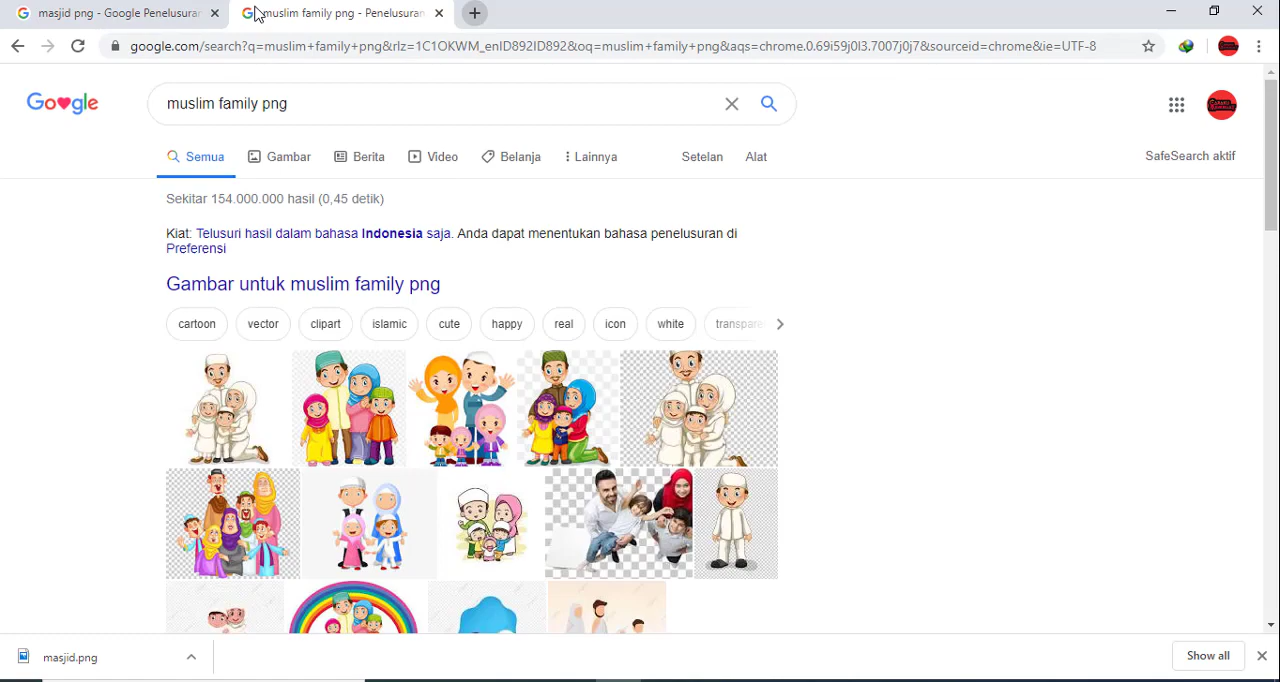 masjid png - Google Penelusuran
muslim family png - Penelusuran
google.com/search?q=muslim+family+png&rlz=1C1OKWM_enID892ID892&oq=muslim+family+png&aqs=chrome.0.69i59j0l3.7007j0j7&sourceid=chrome&ie=UTF-8
Google
muslim family png
Semua Gambar Berita Video Belanja Lainnya Setelan Alat
SafeSearch aktif
Sekitar 154.000.000 hasil (0,45 detik)
Kiat: Telusuri hasil dalam bahasa Indonesia saja. Anda dapat menentukan bahasa penelusuran di
Preferensi
Gambar untuk muslim family png
cartoon vector clipart islamic cute happy real icon white transpare
masjid.png
Show all